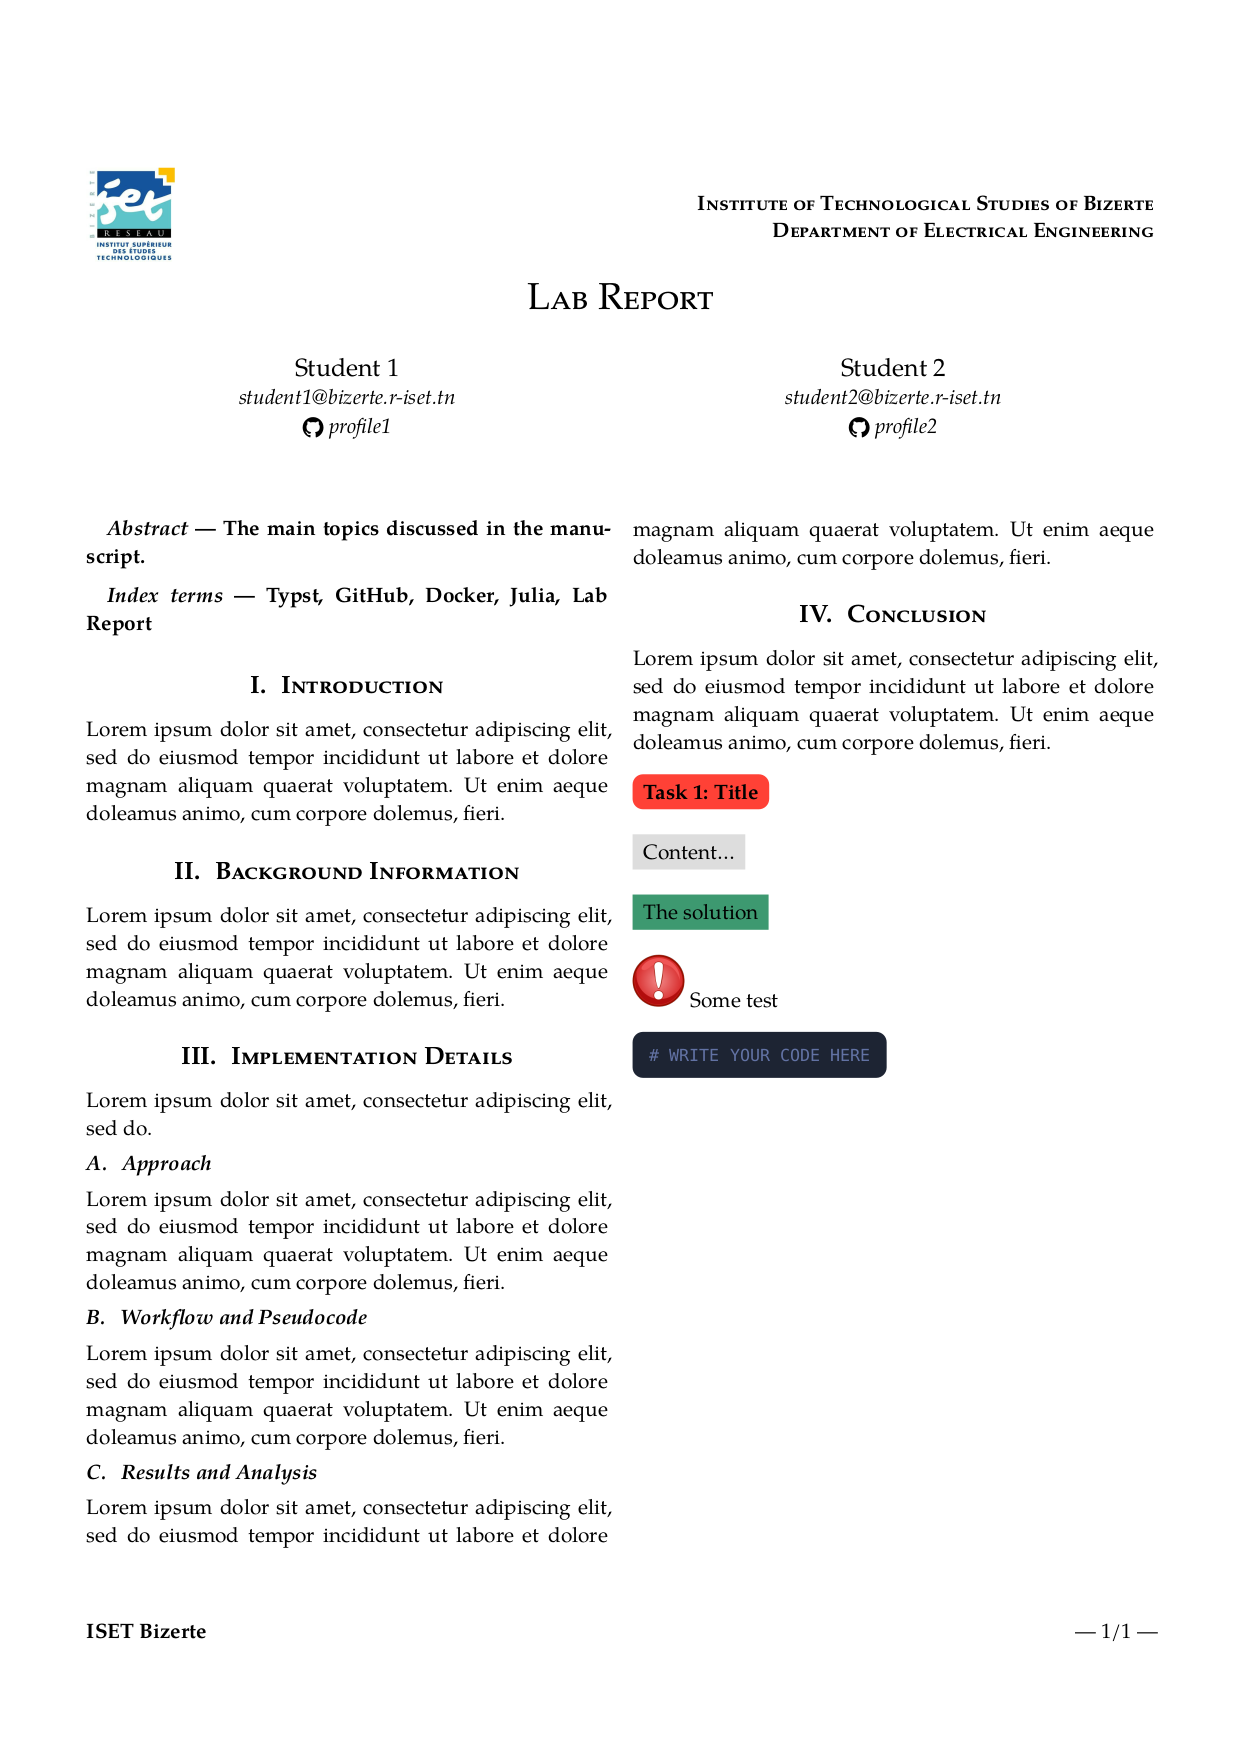 iset
RESEAU
INSTITUT SUPÉRIEUR
DES ÉTUDES
TECHNOLOGIQUES
Institute of Technological Studies of Bizerte
Department of Electrical Engineering
Lab Report
Student 1
student1@bizerte.r-iset.tn
profile1
Student 2
student2@bizerte.r-iset.tn
profile2
Abstract — The main topics discussed in the manu-
script.
Index terms — Typst, GitHub, Docker, Julia, Lab
Report
I. Introduction
Lorem ipsum dolor sit amet, consectetur adipiscing elit,
sed do eiusmod tempor incididunt ut labore et dolore
magnam aliquam quaerat voluptatem. Ut enim aeque
doleamus animo, cum corpore dolemus, fieri.
II. Background Information
Lorem ipsum dolor sit amet, consectetur adipiscing elit,
sed do eiusmod tempor incididunt ut labore et dolore
magnam aliquam quaerat voluptatem. Ut enim aeque
doleamus animo, cum corpore dolemus, fieri.
III. Implementation Details
Lorem ipsum dolor sit amet, consectetur adipiscing elit,
sed do.
A. Approach
Lorem ipsum dolor sit amet, consectetur adipiscing elit,
sed do eiusmod tempor incididunt ut labore et dolore
magnam aliquam quaerat voluptatem. Ut enim aeque
doleamus animo, cum corpore dolemus, fieri.
B. Workflow and Pseudocode
Lorem ipsum dolor sit amet, consectetur adipiscing elit,
sed do eiusmod tempor incididunt ut labore et dolore
magnam aliquam quaerat voluptatem. Ut enim aeque
doleamus animo, cum corpore dolemus, fieri.
C. Results and Analysis
Lorem ipsum dolor sit amet, consectetur adipiscing elit,
sed do eiusmod tempor incididunt ut labore et dolore
magnam aliquam quaerat voluptatem. Ut enim aeque
doleamus animo, cum corpore dolemus, fieri.
IV. Conclusion
Lorem ipsum dolor sit amet, consectetur adipiscing elit,
sed do eiusmod tempor incididunt ut labore et dolore
magnam aliquam quaerat voluptatem. Ut enim aeque
doleamus animo, cum corpore dolemus, fieri.
Task 1: Title
Content...
The solution
Some test
# WRITE YOUR CODE HERE
ISET Bizerte
— 1/1 —